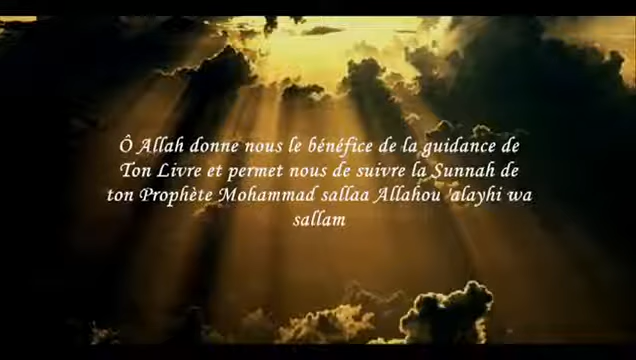 Ô Allah donne nous le bénéfice de la guidance de
Ton Livre et permet nous de suivre la Sunnah de
ton Prophète Mohammad sallaa Allahou 'alayhi wa
sallam